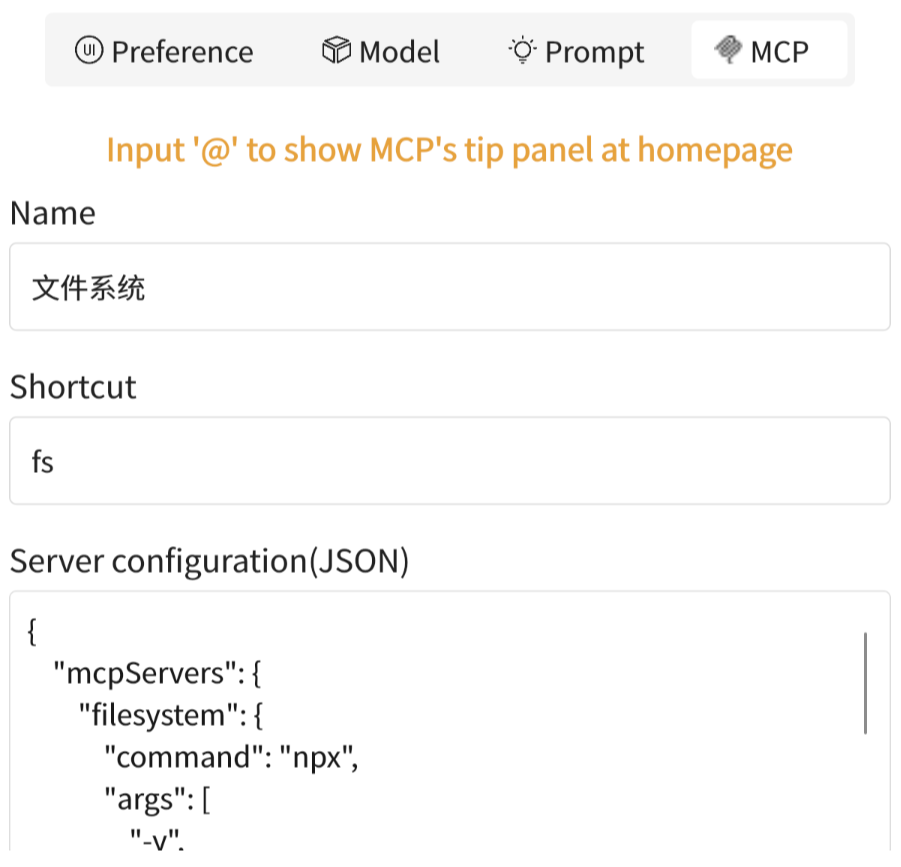 UI Preference Model Prompt MCP
Input '@' to show MCP's tip panel at homepage
Name
文件系统
Shortcut
fs
Server configuration(JSON)
{
"mcpServers": {
"filesystem": {
"command": "npx",
"args": [
"-v".